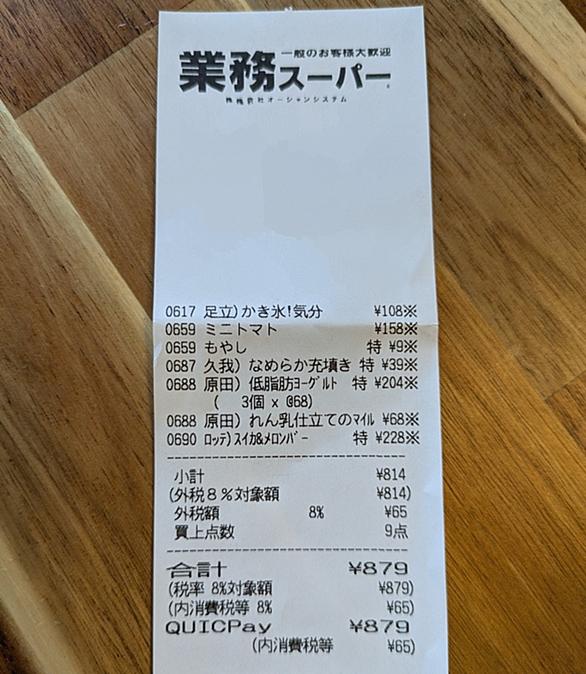 一般のお客様大歓迎
業務スーパー
株式会社オーシャンシステム
0617 足立)かき氷!気分 ¥108※
0659 ミニトマト ¥158※
0659 もやし 特 ¥9※
0687 久我)なめらか充填き 特 ¥39※
0688 原田)低脂肪ヨーグルト 特 ¥204※
( 3個 x @68)
0688 原田)れん乳仕立てのマイル ¥68※
0690 ロッテ)スイカ&メロンバー 特 ¥228※
小計 ¥814
(外税8%対象額 ¥814)
外税額 8% ¥65
買上点数 9点
合計 ¥879
(税率 8%対象額 ¥879)
(内消費税等 8% ¥65)
QUICPay ¥879
(内消費税等 ¥65)